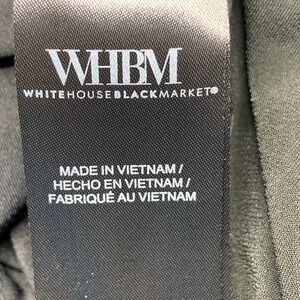 WHBM
WHITEHOUSEBLACKMARKET®
MADE IN VIETNAM /
HECHO EN VIETNAM /
FABRIQUÉ AU VIETNAM